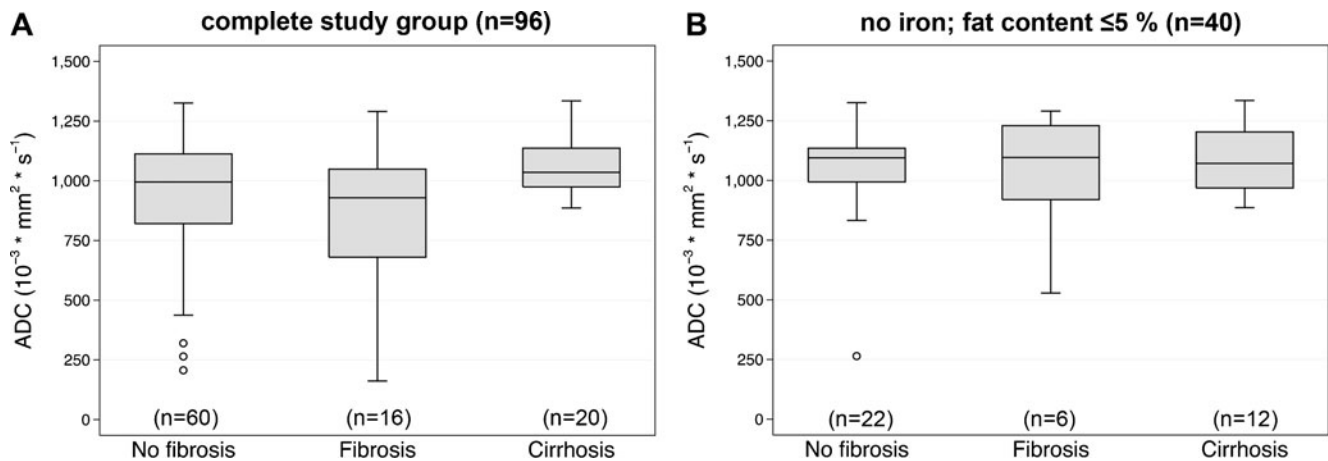 A complete study group (n=96)
ADC (10⁻³ * mm² * s⁻¹)
1,500
1,250
1,000
750
500
250
0
(n=60) (n=16) (n=20)
No fibrosis Fibrosis Cirrhosis
B no iron; fat content ≤5 % (n=40)
ADC (10⁻³ * mm² * s⁻¹)
1,500
1,250
1,000
750
500
250
0
(n=22) (n=6) (n=12)
No fibrosis Fibrosis Cirrhosis